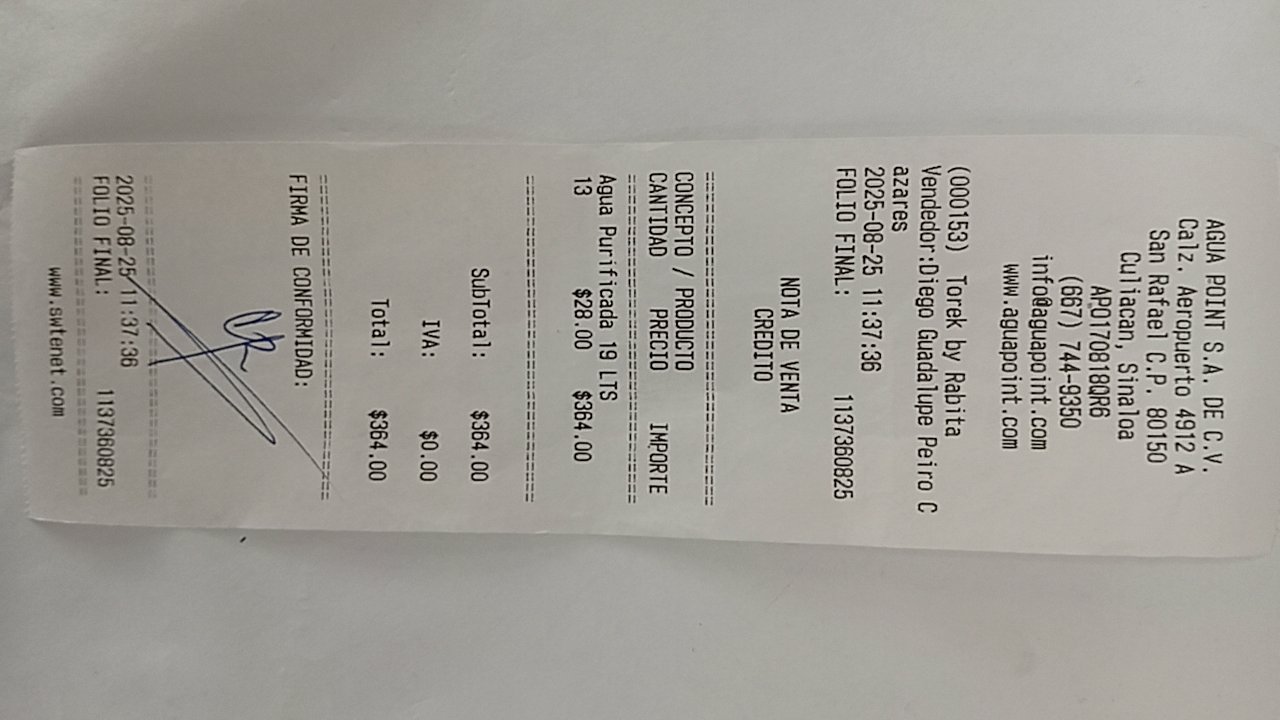 AGUA POINT S.A. DE C.V.
Calz. Aeropuerto 4912 A
San Rafael C.P. 80150
Culiacan, Sinaloa
APO170818QR6
(667) 744-9350
info@aguapoint.com
www.aguapoint.com
(000153) Torek by Rabita
Vendedor:Diego Guadalupe Peiro C
azares
2025-08-25 11:37:36
FOLIO FINAL: 1137360825
NOTA DE VENTA
CREDITO
================================
CONCEPTO / PRODUCTO
CANTIDAD PRECIO IMPORTE
================================
Agua Purificada 19 LTS
13 $28.00 $364.00
================================
SubTotal: $364.00
IVA: $0.00
Total: $364.00
================================
FIRMA DE CONFORMIDAD:
================================
2025-08-25 11:37:36
FOLIO FINAL: 1137360825
================================
www.swtenet.com